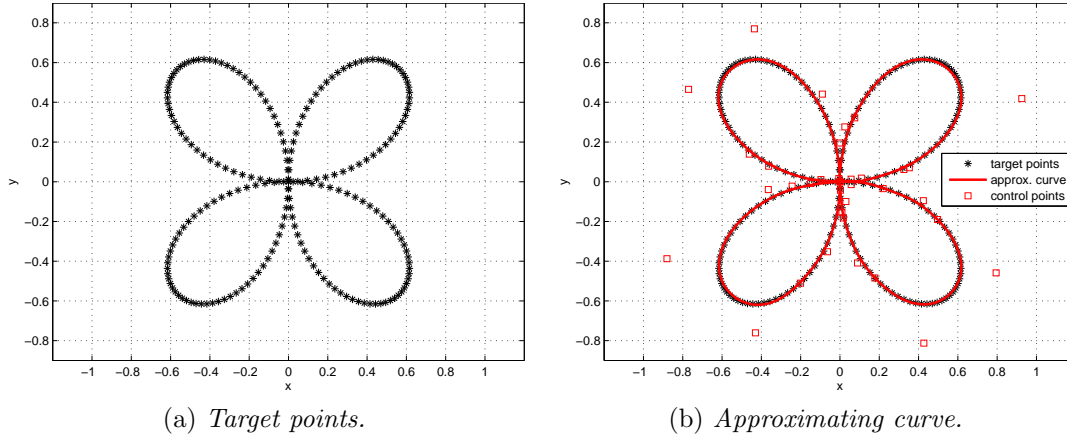 0.8
0.6
0.4
0.2
0
−0.2
−0.4
−0.6
−0.8
y
−1 −0.8 −0.6 −0.4 −0.2 0 0.2 0.4 0.6 0.8 1
x
(a) Target points.
0.8
0.6
0.4
0.2
0
−0.2
−0.4
−0.6
−0.8
y
−1 −0.8 −0.6 −0.4 −0.2 0 0.2 0.4 0.6 0.8 1
x
target points
approx. curve
control points
(b) Approximating curve.